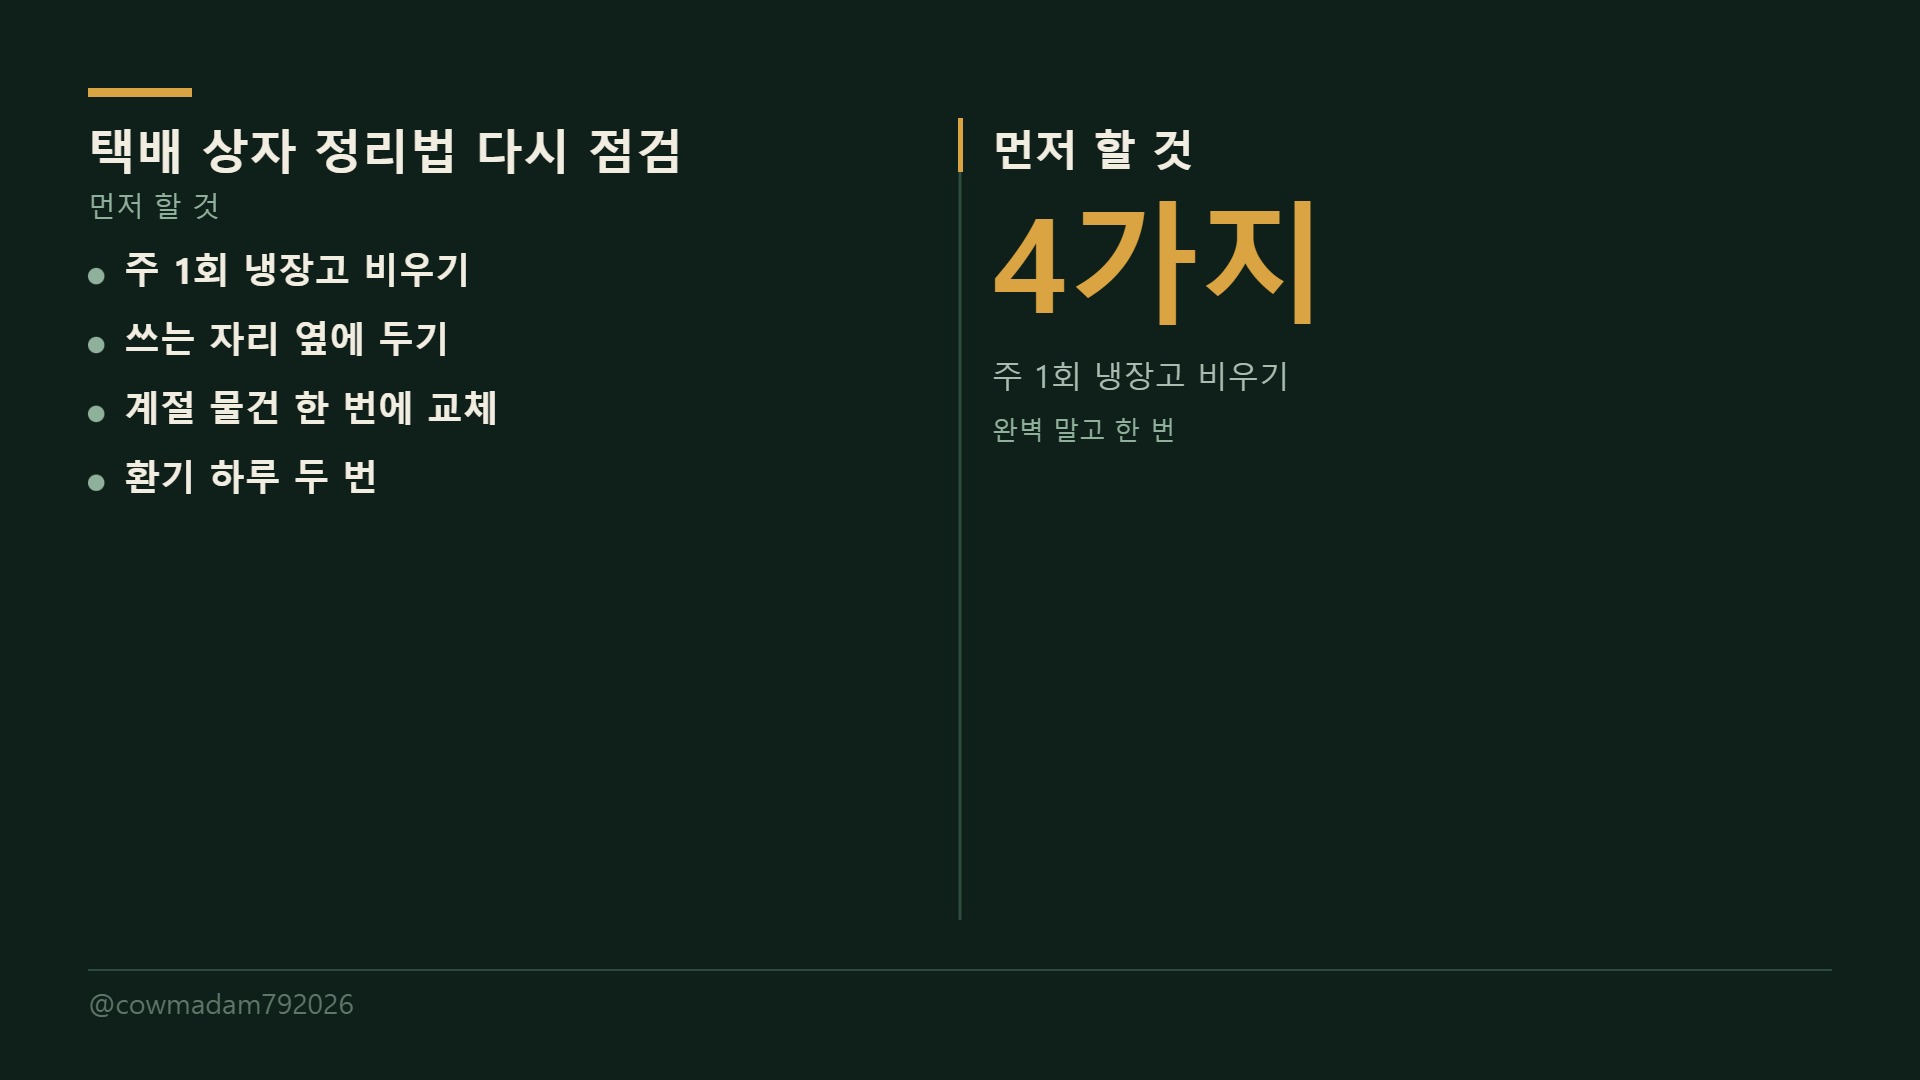 택배 상자 정리법 다시 점검
먼저 할 것
주 1회 냉장고 비우기
쓰는 자리 옆에 두기
계절 물건 한 번에 교체
환기 하루 두 번
먼저 할 것
4가지
주 1회 냉장고 비우기
완벽 말고 한 번
@cowmadam792026